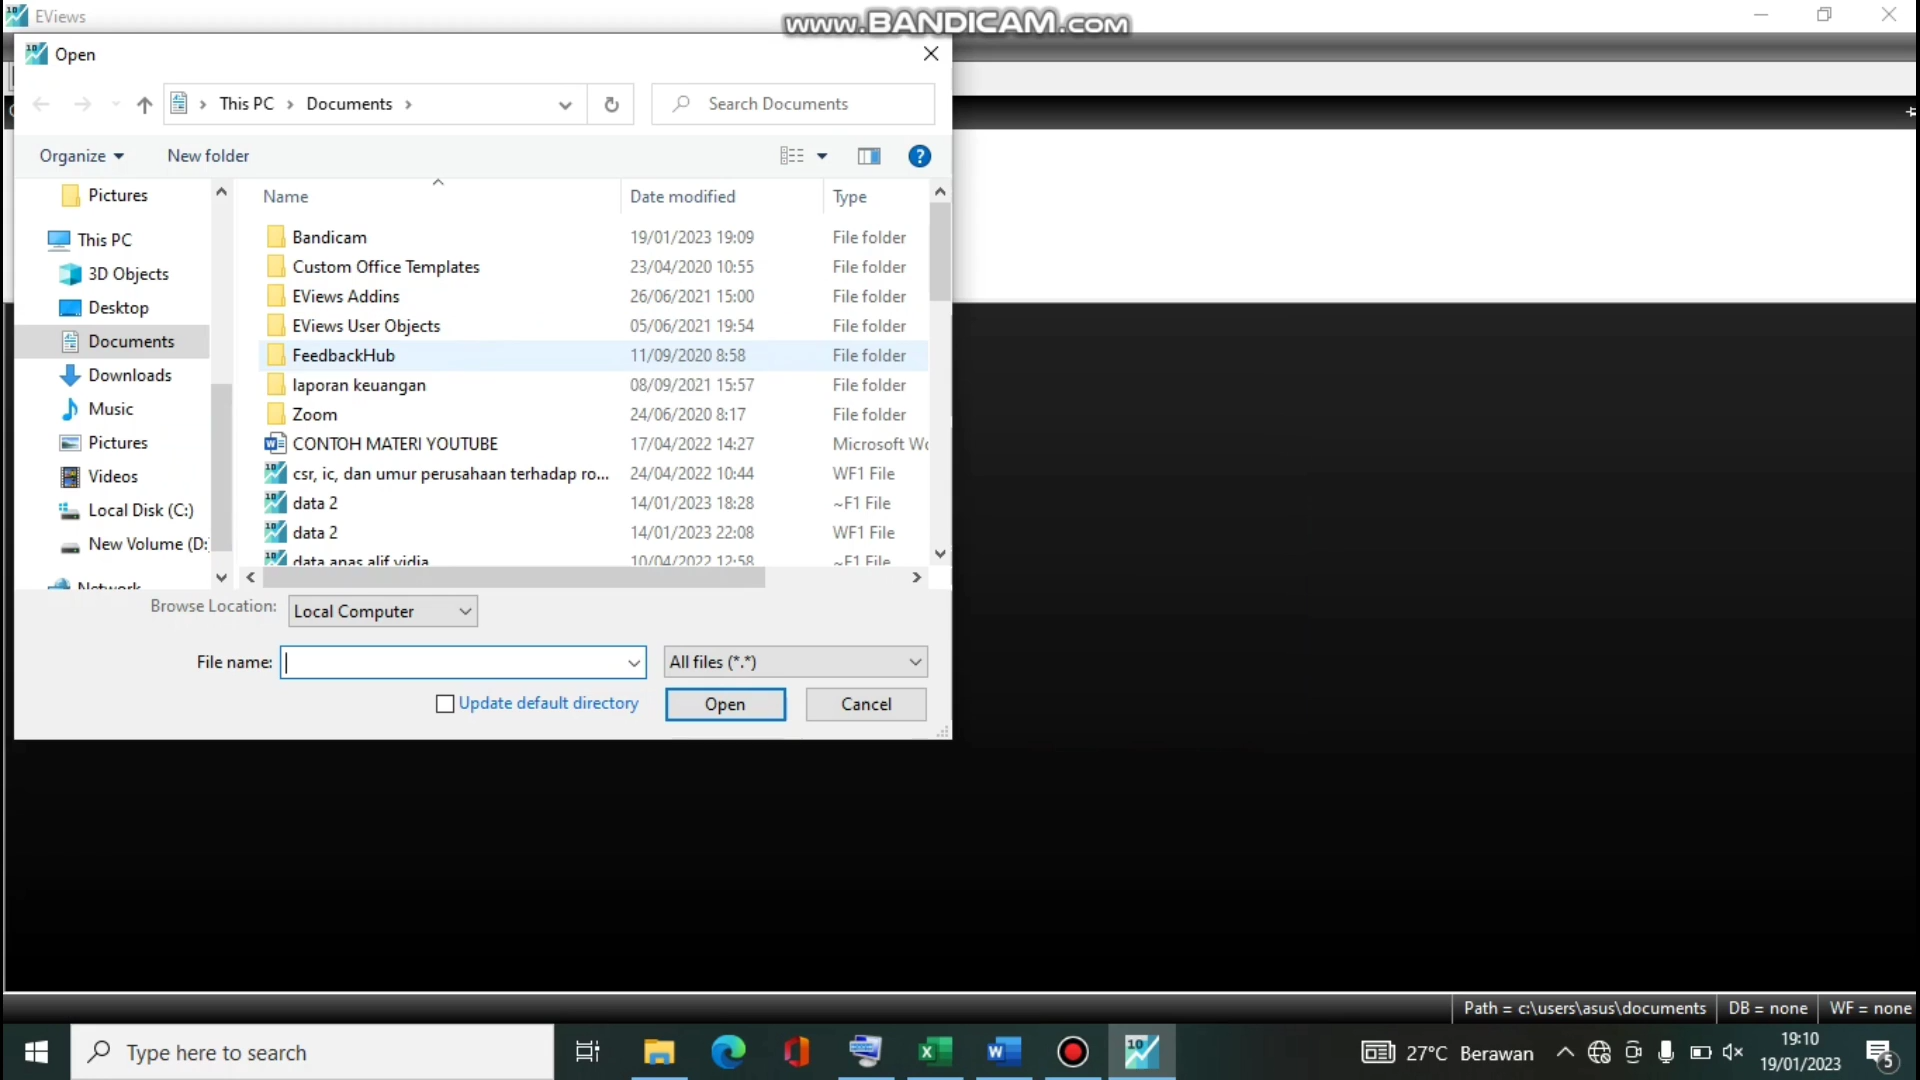 EViews
www.BANDICAM.com
Open
This PC
Documents
Search Documents
Organize
New folder
Name
Date modified
Type
Pictures
This PC
3D Objects
Desktop
Documents
Downloads
Music
Pictures
Videos
Local Disk (C:)
New Volume (D:
Network
Bandicam 19/01/2023 19:09 File folder
Custom Office Templates 23/04/2020 10:55 File folder
EViews Addins 26/06/2021 15:00 File folder
EViews User Objects 05/06/2021 19:54 File folder
FeedbackHub 11/09/2020 8:58 File folder
laporan keuangan 08/09/2021 15:57 File folder
Zoom 24/06/2020 8:17 File folder
CONTOH MATERI YOUTUBE 17/04/2022 14:27 Microsoft Wo
csr, ic, dan umur perusahaan terhadap ro... 24/04/2022 10:44 WF1 File
data 2 14/01/2023 18:28 ~F1 File
data 2 14/01/2023 22:08 WF1 File
data anas alif vidia 10/04/2022 12:58 ~F1 File
Browse Location: Local Computer
File name:
All files (*.*)
Update default directory
Open
Cancel
Path = c:\users\asus\documents
DB = none
WF = none
Type here to search
27°C Berawan
19:10
19/01/2023
5